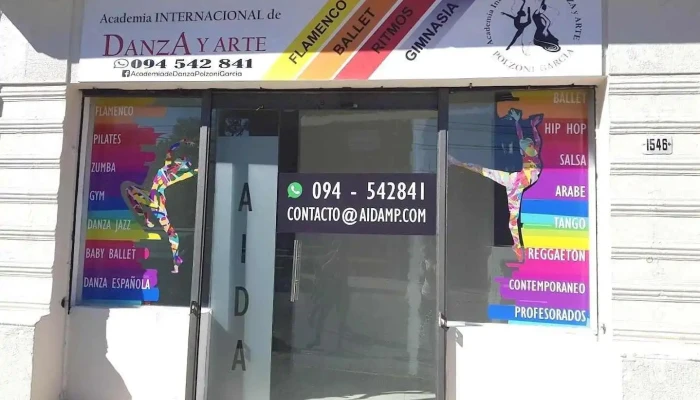 Academia INTERNACIONAL de
DANZA Y ARTE
094 542 841
AcademiadeDanzaPolzoniGarcia
FLAMENCO
BALLET
RITMOS
GIMNASIA
POLZONI GARCIA
FLAMENCO
PILATES
ZUMBA
GYM
DANZA JAZZ
BABY BALLET
DANZA ESPAÑOLA
AIDA
094 - 542841
CONTACTO@AIDAMP.COM
BALLET
HIP HOP
SALSA
ARABE
TANGO
REGGAETON
CONTEMPORANEO
PROFESORADOS
1546